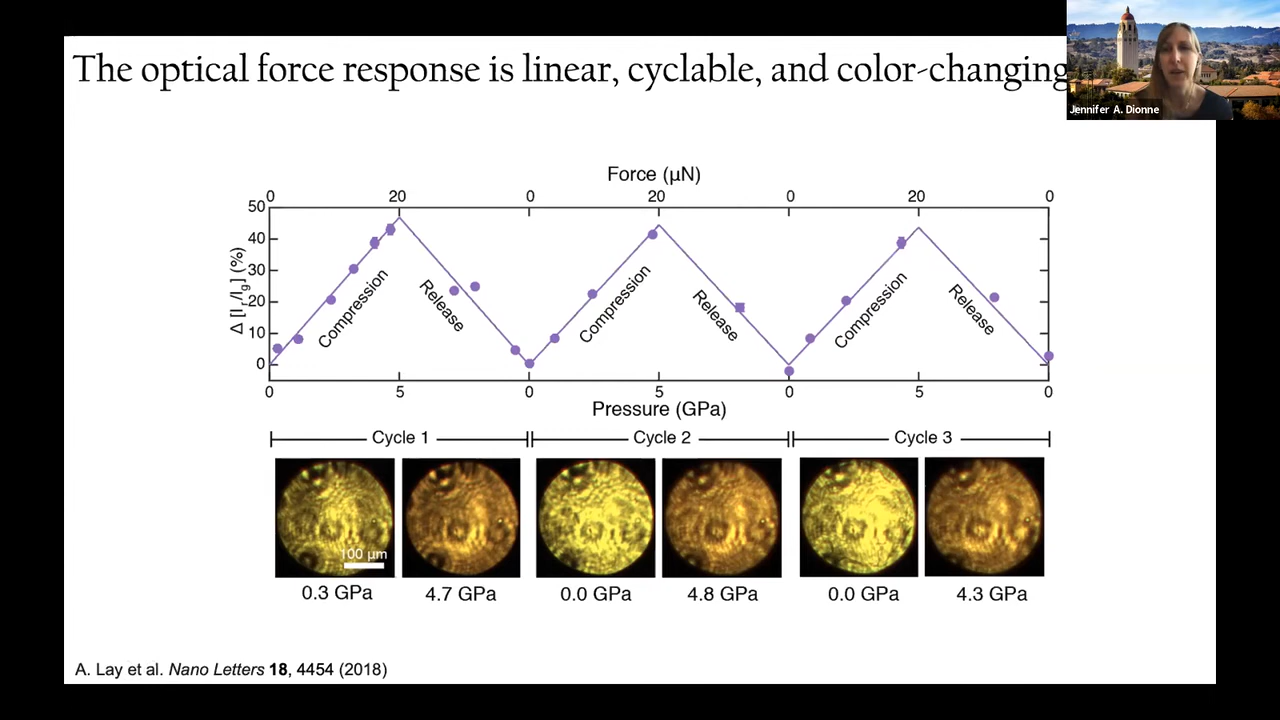 The optical force response is linear, cyclable, and color-changing
Jennifer A. Dionne
Force (µN)
0 20 0 20 0 20 0
50
40
30
20
10
0
Δ [Ir/Ig] (%)
Compression
Release
Compression
Release
Compression
Release
0 5 0 5 0 5 0
Pressure (GPa)
Cycle 1 Cycle 2 Cycle 3
100 µm
0.3 GPa 4.7 GPa 0.0 GPa 4.8 GPa 0.0 GPa 4.3 GPa
A. Lay et al. Nano Letters 18, 4454 (2018)